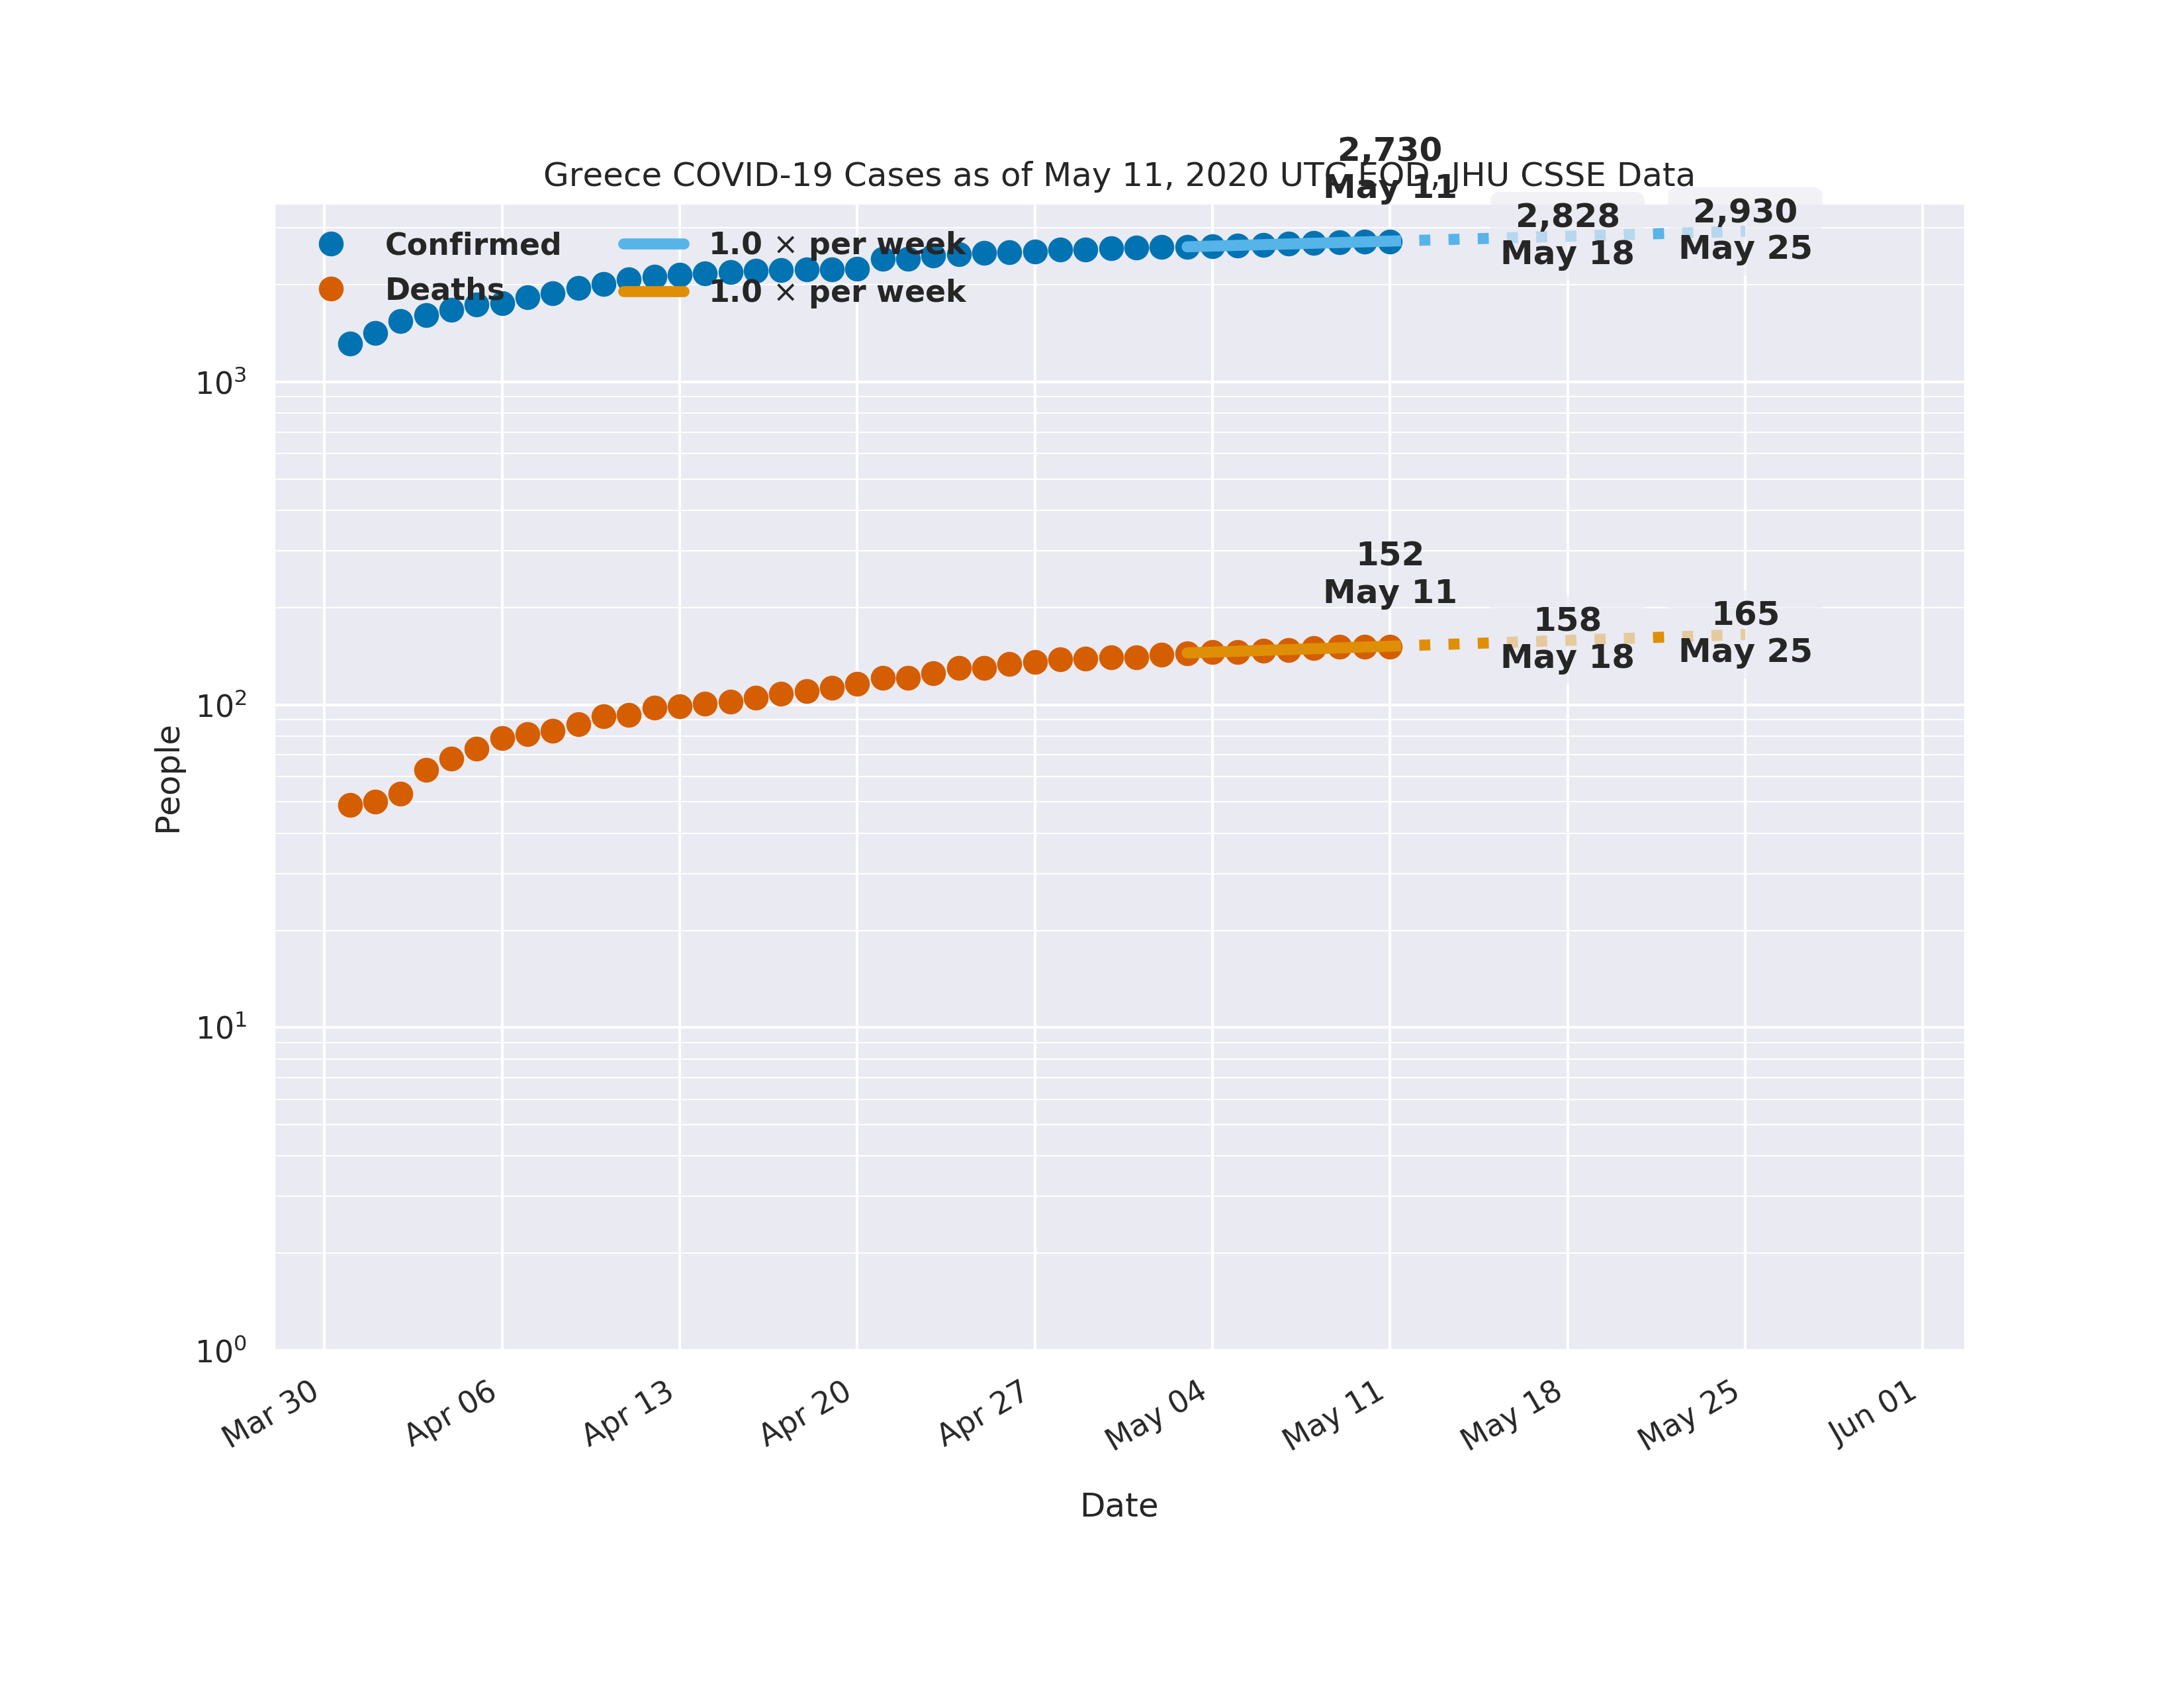 2,730
May 11
Greece COVID-19 Cases as of May 11, 2020 UTC EOD, JHU CSSE Data
2,828
May 18
2,930
May 25
Confirmed
Deaths
1.0 × per week
1.0 × per week
10³
152
May 11
158
May 18
165
May 25
10²
People
10¹
10⁰
Mar 30
Apr 06
Apr 13
Apr 20
Apr 27
May 04
May 11
May 18
May 25
Jun 01
Date